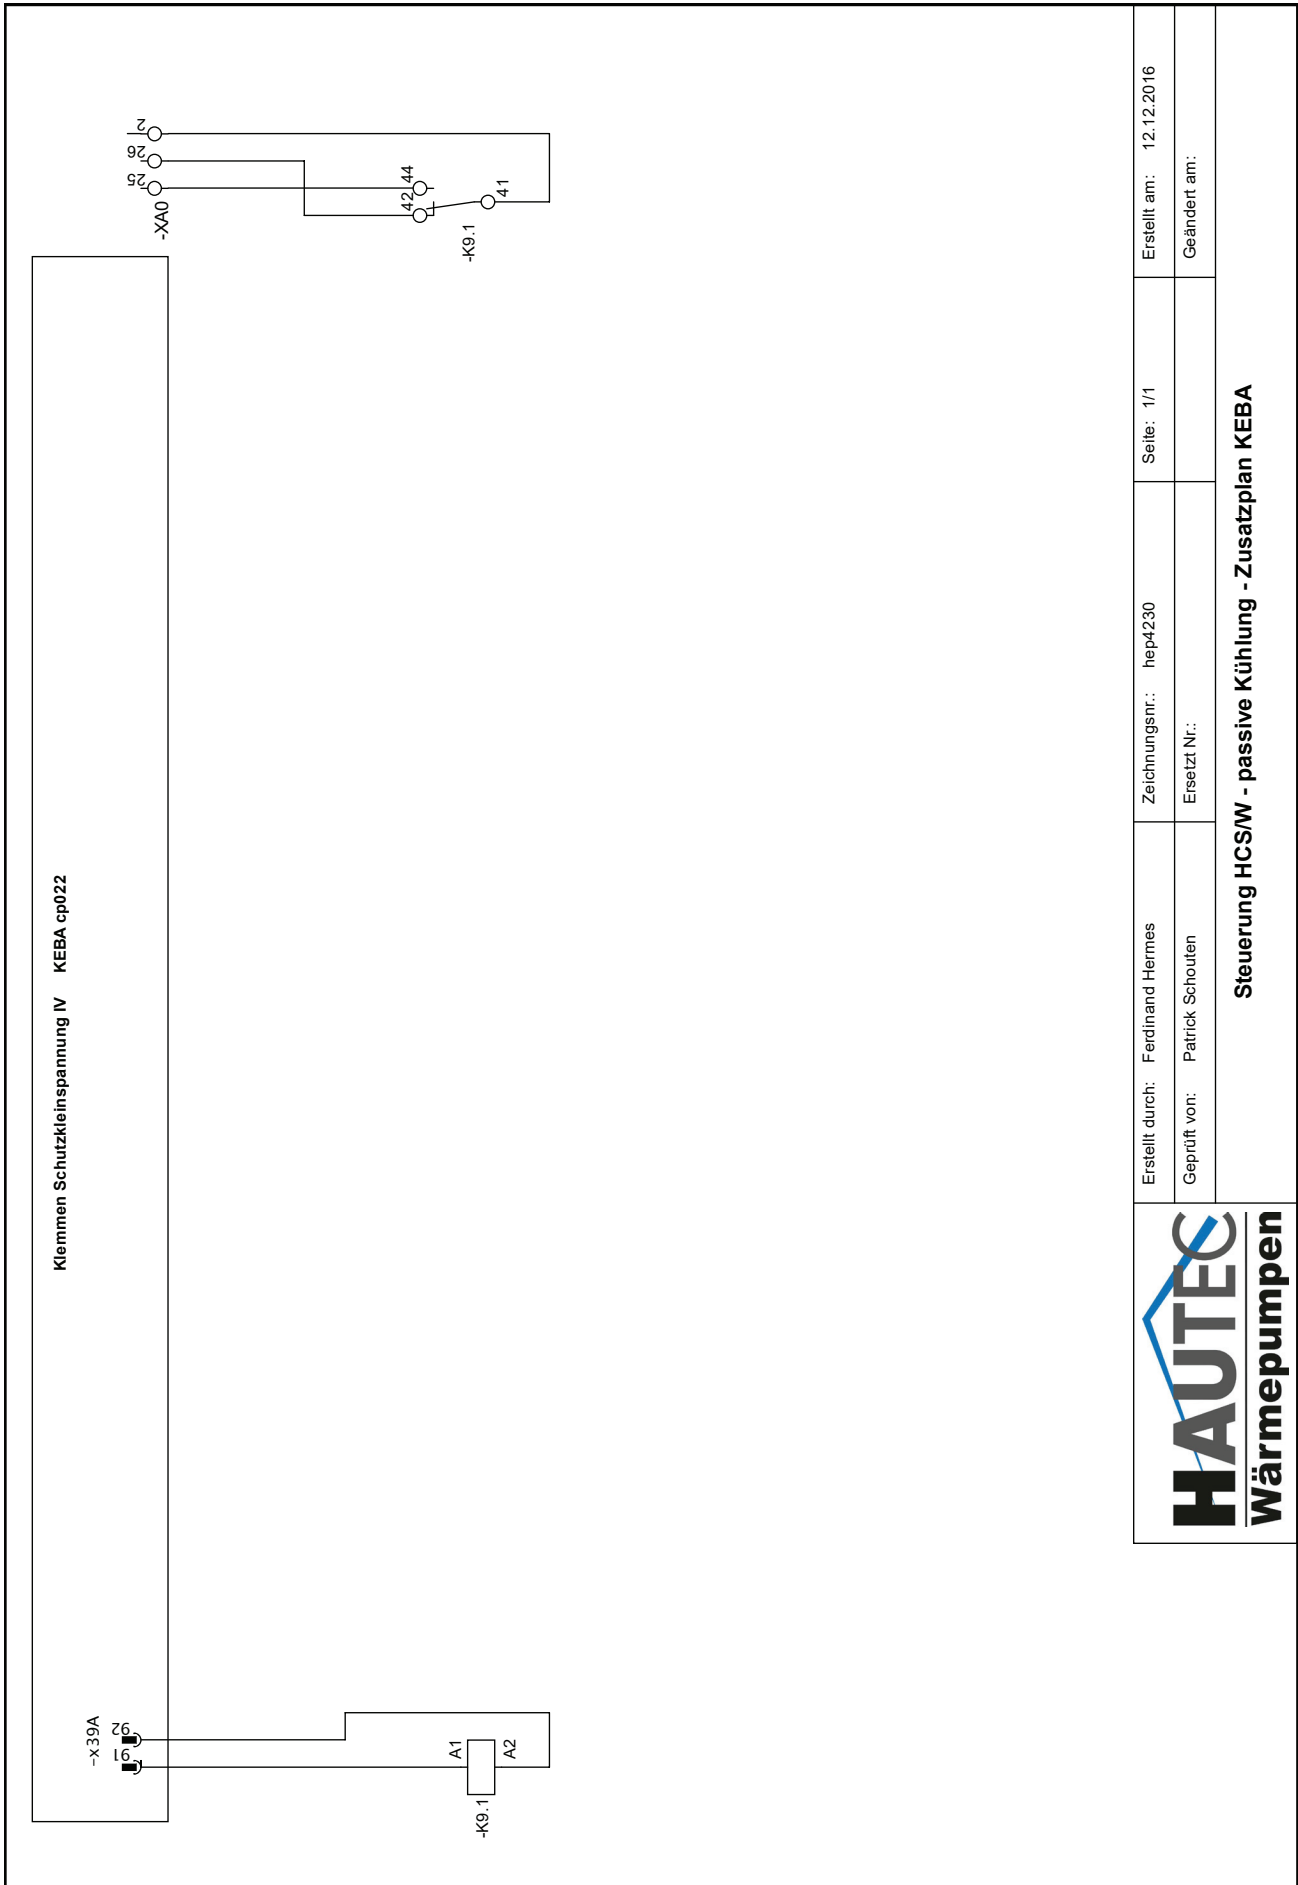 Klemmen Schutzkleinspannung IV KEBA cp022
-x39A
91 92
A1
A2
-K9.1
-XA0
25 26 2
42 44
41
-K9.1
HAUTEC
Wärmepumpen
Erstellt durch: Ferdinand Hermes
Zeichnungsnr.: hep4230
Seite: 1/1
Erstellt am: 12.12.2016
Geprüft von: Patrick Schouten
Ersetzt Nr.:
Geändert am:
Steuerung HCS/W - passive Kühlung - Zusatzplan KEBA